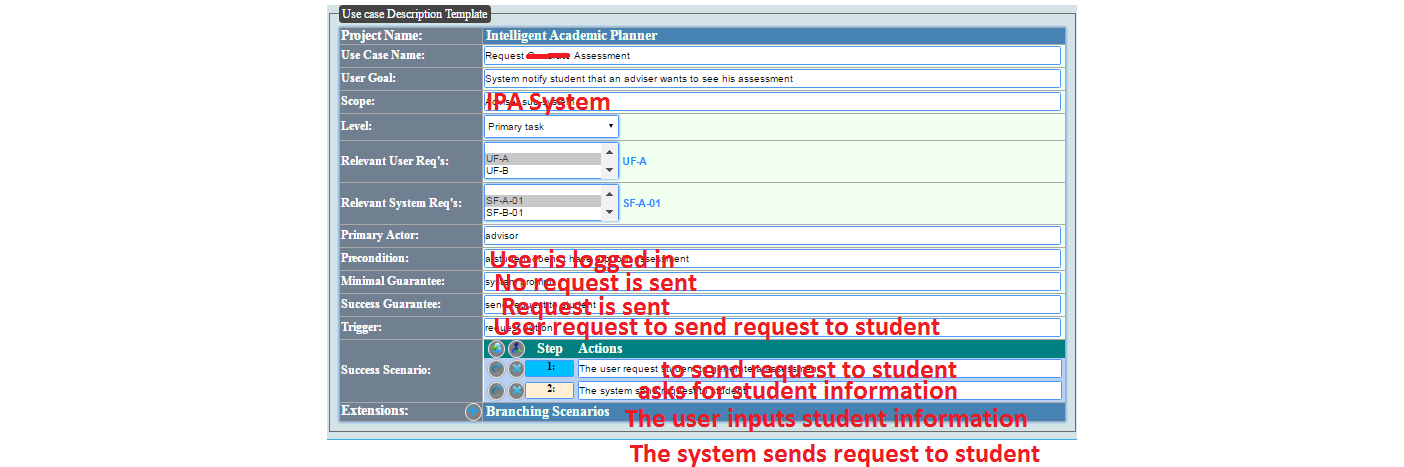 Use case Description Template
Project Name: Intelligent Academic Planner
Use Case Name: Request Assessment
User Goal: System notify student that an adviser wants to see his assessment
Scope: IPA System
Level: Primary task
Relevant User Req's: UF-A UF-B UF-A
Relevant System Req's: SF-A-01 SF-B-01 SF-A-01
Primary Actor: advisor
Precondition: User is logged in assessment
Minimal Guarantee: No request is sent
Success Guarantee: Request is sent
Trigger: User request to send request to student
Step Actions
Success Scenario:
1: The user request to send request to student
2: The system asks for student information
Extensions: Branching Scenarios
The user inputs student information
The system sends request to student